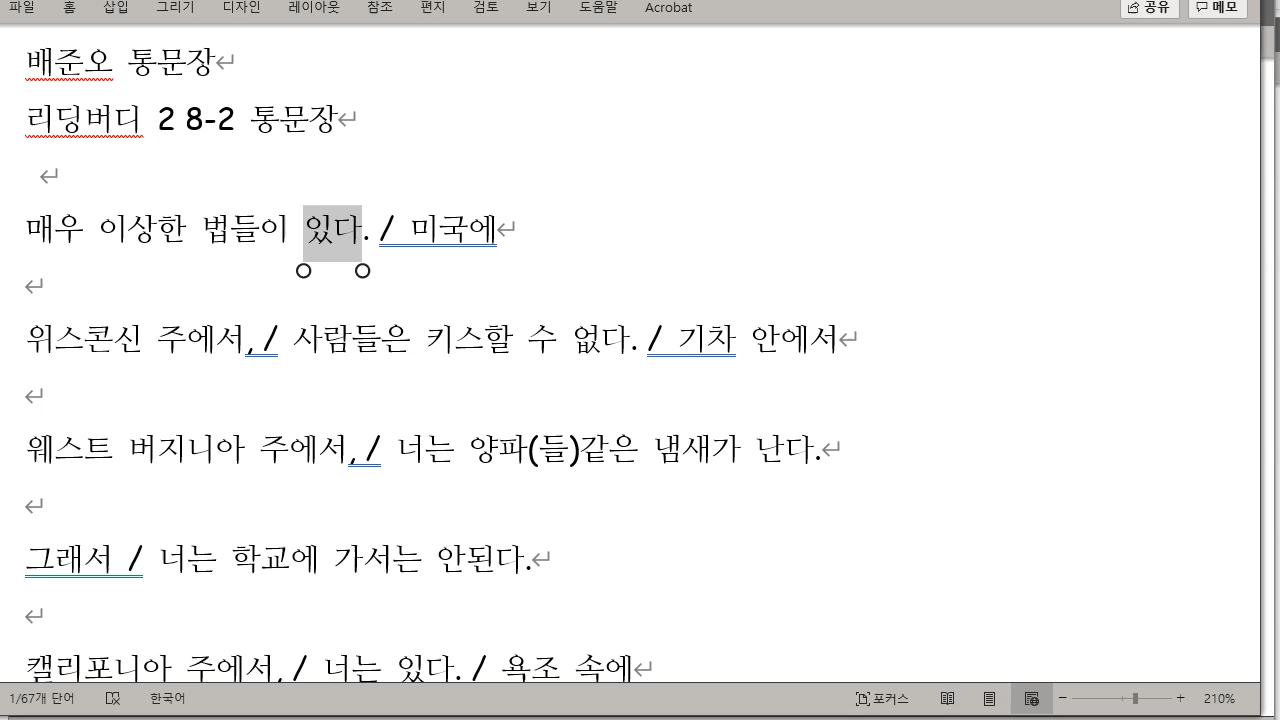 파일 홈 삽입 그리기 디자인 레이아웃 참조 편지 검토 보기 도움말 Acrobat 공유 메모
배준오 통문장
리딩버디 2 8-2 통문장
매우 이상한 법들이 있다. / 미국에
위스콘신 주에서, / 사람들은 키스할 수 없다. / 기차 안에서
웨스트 버지니아 주에서, / 너는 양파(들)같은 냄새가 난다.
그래서 / 너는 학교에 가서는 안된다.
캘리포니아 주에서, / 너는 있다. / 욕조 속에
1/67개 단어 한국어 포커스 210%